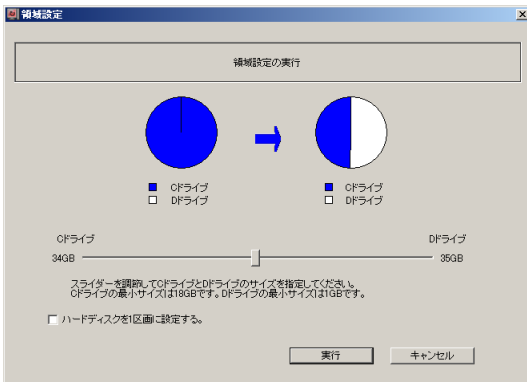 領域設定
領域設定の実行
Cドライブ
Dドライブ
Cドライブ
Dドライブ
Cドライブ
Dドライブ
34GB
35GB
スライダーを調節してCドライブとDドライブのサイズを指定してください。
Cドライブの最小サイズは18GBです。Dドライブの最小サイズは1GBです。
ハードディスクを1区画に設定する。
実行
キャンセル